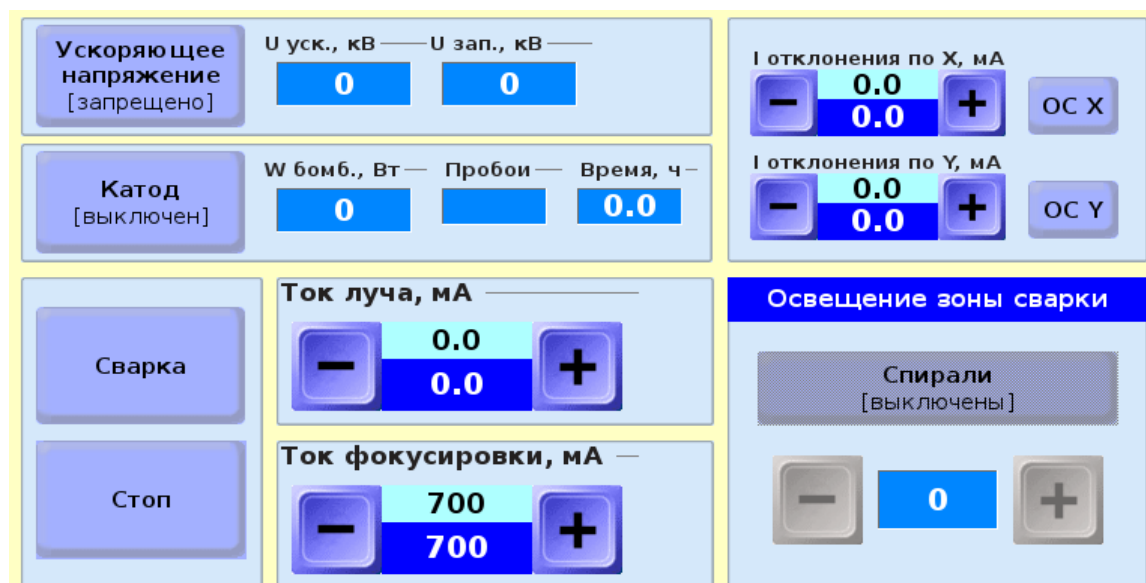 Ускоряющее
напряжение
[запрещено]
U уск., кВ U зап., кВ
0 0
Катод
[выключен]
W бомб., Вт Пробои Время, ч
0 0.0
I отклонения по X, мА
−
0.0
0.0
+
ОС X
I отклонения по Y, мА
−
0.0
0.0
+
ОС Y
Сварка
Стоп
Ток луча, мА
−
0.0
0.0
+
Ток фокусировки, мА
−
700
700
+
Освещение зоны сварки
Спирали
[выключены]
− 0 +